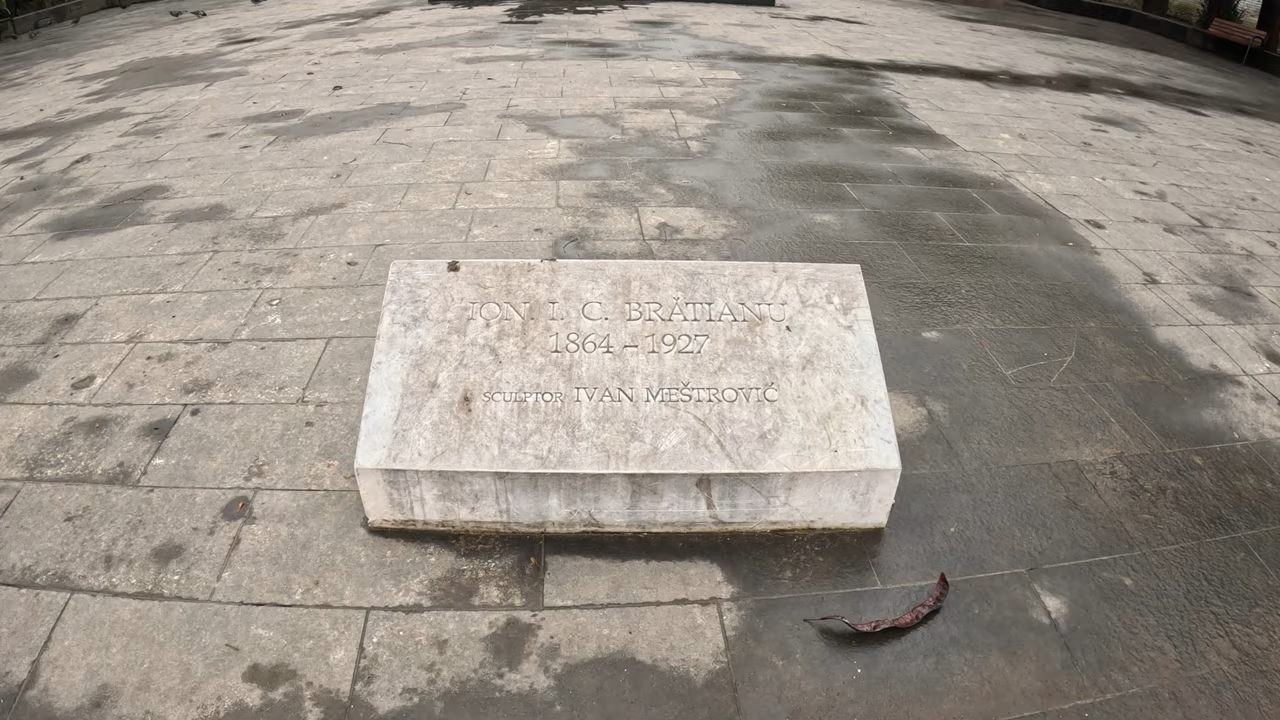 ION. I. C. BRĂTIANU
1864 – 1927
SCULPTOR IVAN MEŠTROVIĆ